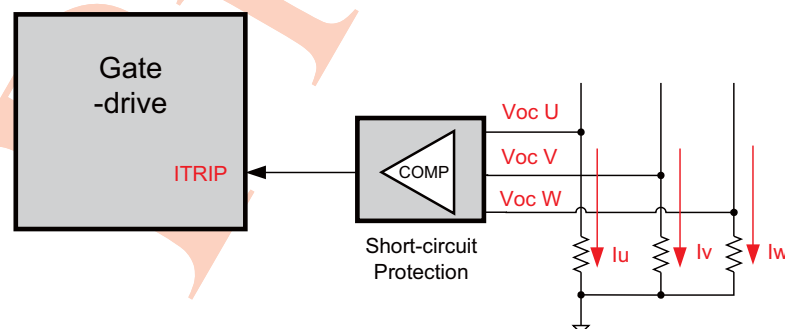 Gate
-drive
ITRIP
COMP
Short-circuit
Protection
Voc U
Voc V
Voc W
Iu
Iv
Iw